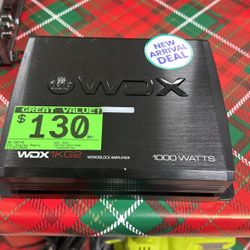 WDX
NEW
ARRIVAL
DEAL
GREAT VALUE!
$130
WDX 1KG2
MONOBLOCK AMPLIFIER
1000 WATTS